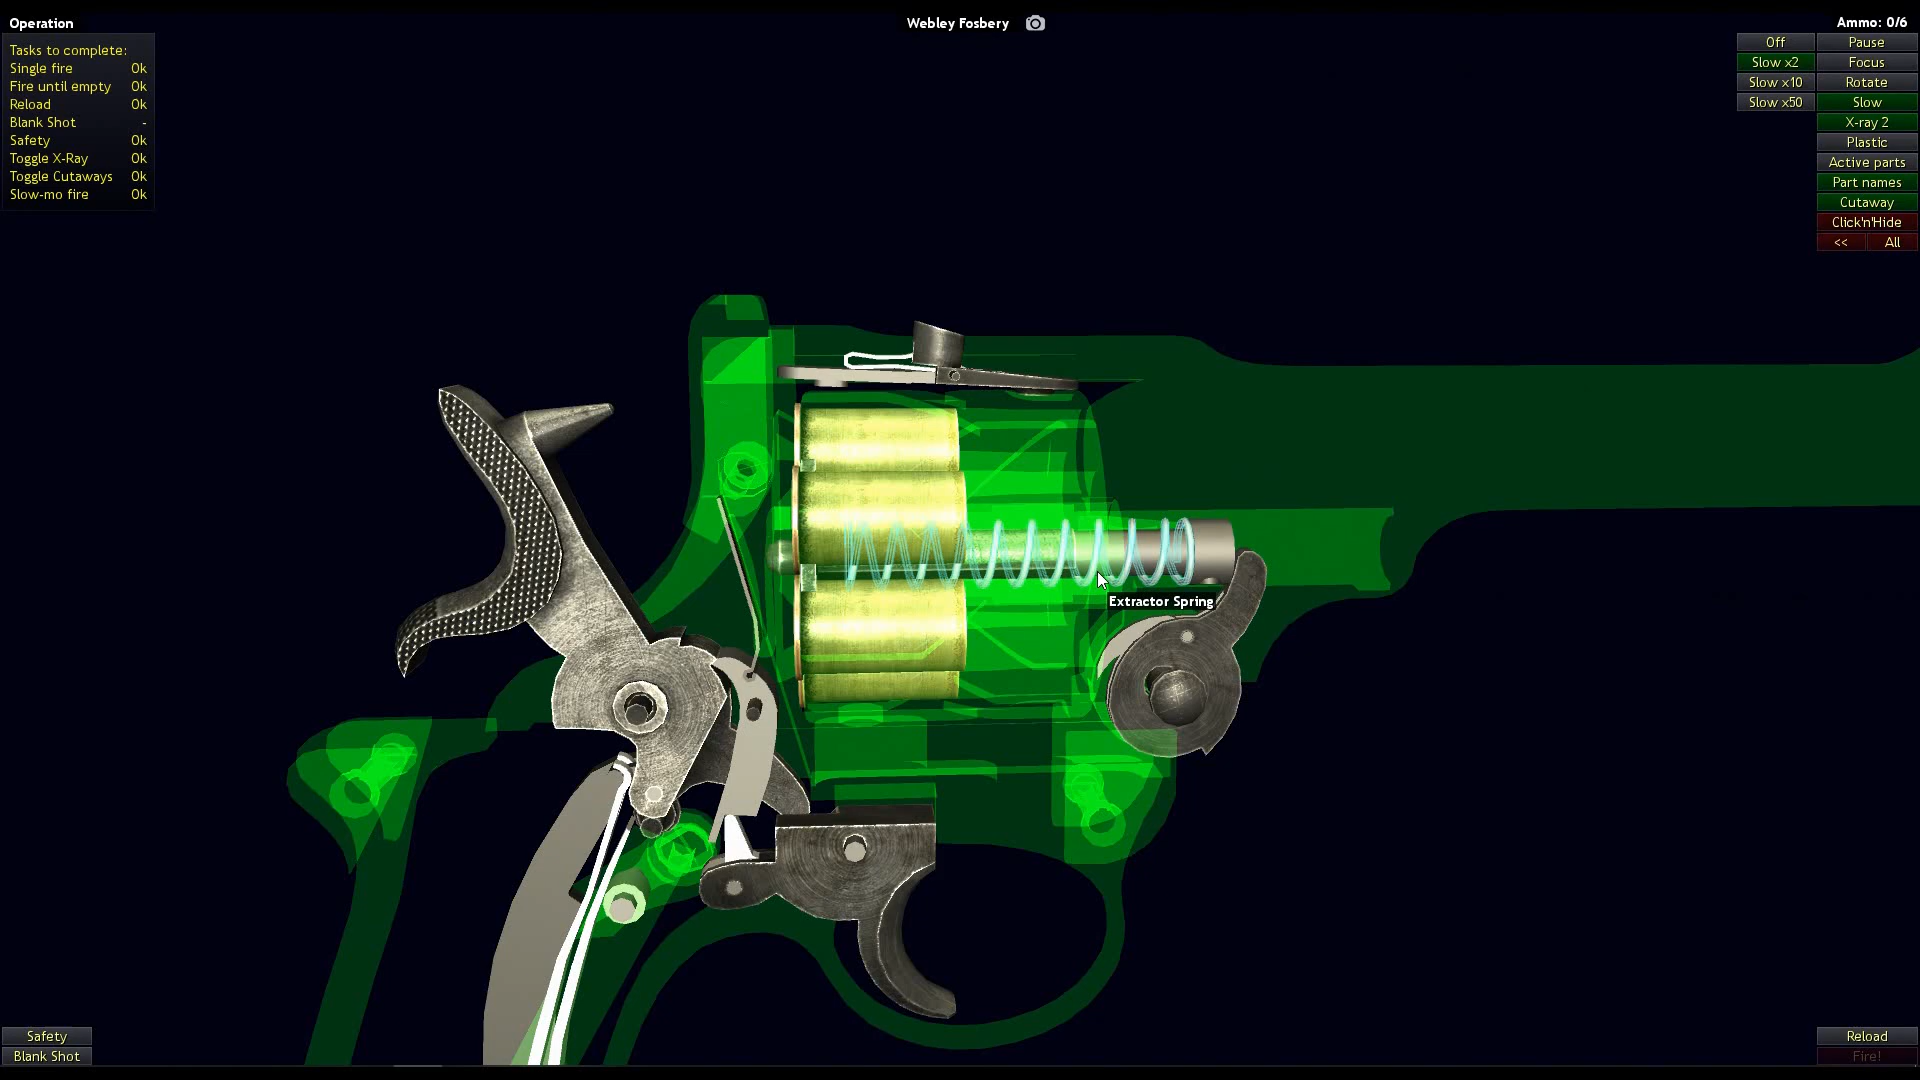 Operation
Webley Fosbery
Ammo: 0/6
Tasks to complete:
Single fire Ok
Fire until empty Ok
Reload Ok
Blank Shot -
Safety Ok
Toggle X-Ray Ok
Toggle Cutaways Ok
Slow-mo fire Ok
Off Pause
Slow x2 Focus
Slow x10 Rotate
Slow x50 Slow
X-ray 2
Plastic
Active parts
Part names
Cutaway
Click'n'Hide
<< All
Extractor Spring
Safety
Blank Shot
Reload
Fire!